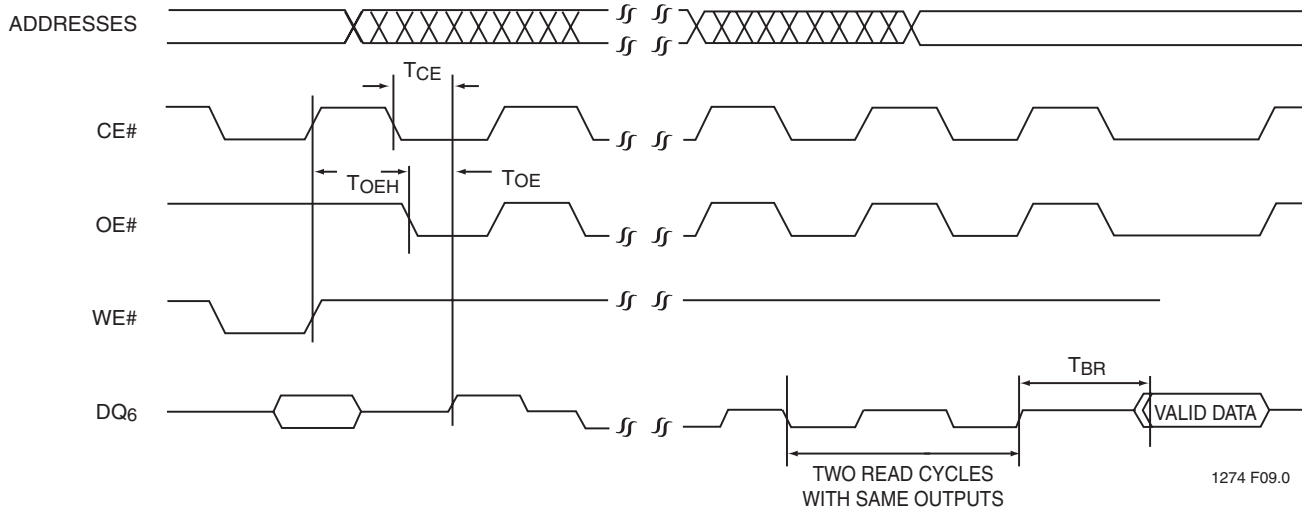 ADDRESSES
TCE
CE#
TOEH
TOE
OE#
WE#
TBR
DQ6
VALID DATA
TWO READ CYCLES
WITH SAME OUTPUTS
1274 F09.0